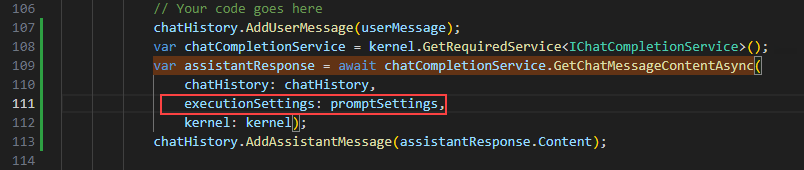 106 // Your code goes here
107 chatHistory.AddUserMessage(userMessage);
108 var chatCompletionService = kernel.GetRequiredService<IChatCompletionService>();
109 var assistantResponse = await chatCompletionService.GetChatMessageContentAsync(
110 chatHistory: chatHistory,
111 executionSettings: promptSettings,
112 kernel: kernel);
113 chatHistory.AddAssistantMessage(assistantResponse.Content);
114